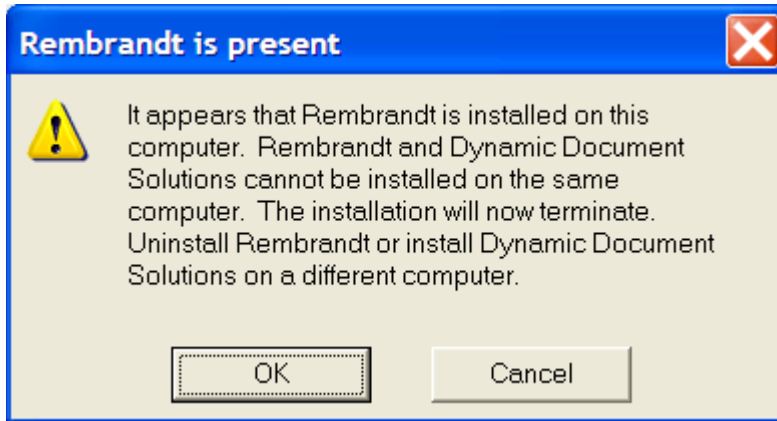 Rembrandt is present
It appears that Rembrandt is installed on this
computer.  Rembrandt and Dynamic Document
Solutions cannot be installed on the same
computer.  The installation will now terminate.
Uninstall Rembrandt or install Dynamic Document
Solutions on a different computer.
OK
Cancel